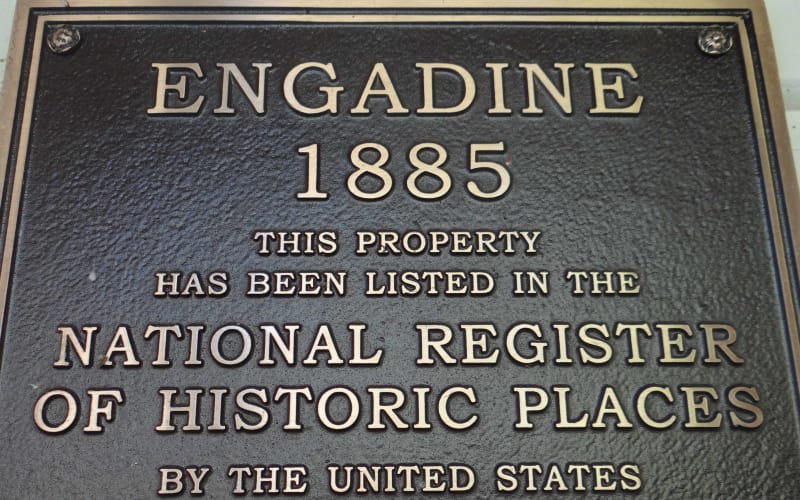 ENGADINE
1885
THIS PROPERTY
HAS BEEN LISTED IN THE
NATIONAL REGISTER
OF HISTORIC PLACES
BY THE UNITED STATES